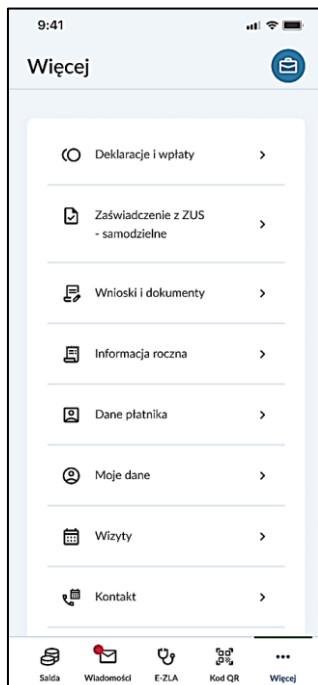 9:41
Więcej
Deklaracje i wpłaty
Zaświadczenie z ZUS
- samodzielne
Wnioski i dokumenty
Informacja roczna
Dane płatnika
Moje dane
Wizyty
Kontakt
Salda Wiadomości E-ZLA Kod QR Więcej